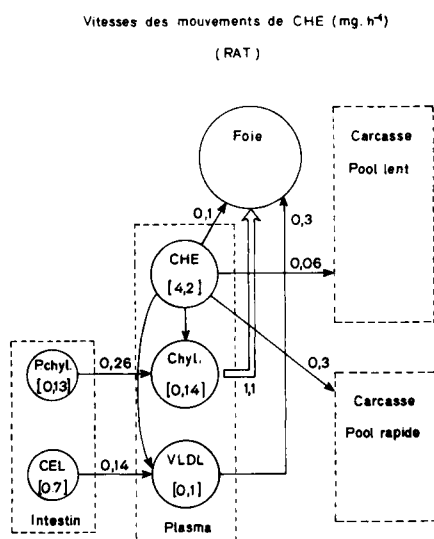 Vitesses des mouvements de CHE (mg. h⁻¹)
(RAT)
Foie
Carcasse
Pool lent
0,1
0,3
CHE
[4,2]
0,06
Pchyl.
[0,13]
0,26
Chyl.
[0,14]
1,1
0,3
Carcasse
Pool rapide
CEL
[0.7]
0,14
VLDL
[0,1]
Intestin
Plasma